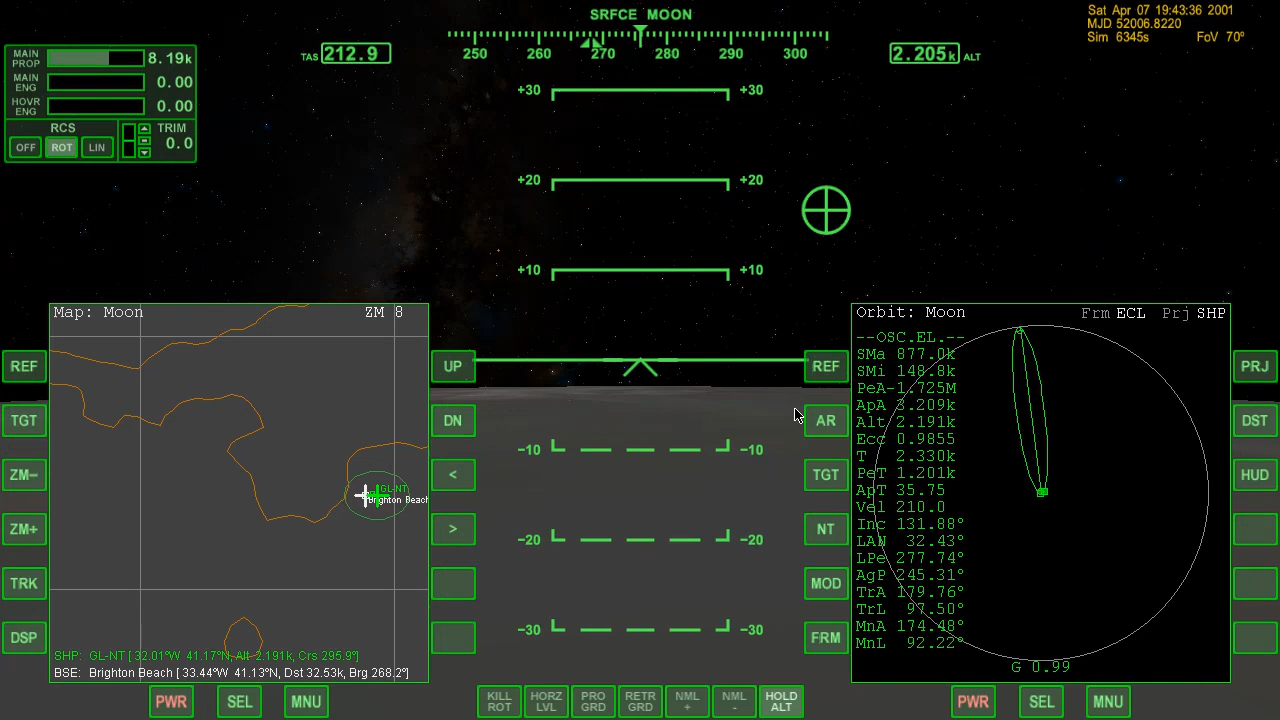 SRFCE MOON
Sat Apr 07 19:43:36 2001
MJD 52006.8220
Sim 6345s FoV 70°
MAIN PROP 8.19k
MAIN ENG 0.00
HOVR ENG 0.00
RCS TRIM
OFF ROT LIN 0.0
TAS 212.9
250 260 270 280 290 300
2.205k ALT
+30 +30
+20 +20
+10 +10
-10 -10
-20 -20
-30 -30
Map: Moon ZM 8
GL-NT
Brighton Beach
SHP: GL-NT [ 32.01°W 41.17°N, Alt 2.191k, Crs 295.9°]
BSE: Brighton Beach [ 33.44°W 41.13°N, Dst 32.53k, Brg 268.2°]
REF
TGT
ZM-
ZM+
TRK
DSP
UP
DN
<
>
PWR SEL MNU
KILL ROT
HORZ LVL
PRO GRD
RETR GRD
NML +
NML -
HOLD ALT
REF
AR
TGT
NT
MOD
FRM
Orbit: Moon Frm ECL Prj SHP
--OSC.EL.--
SMa 877.0k
SMi 148.8k
PeA-1.725M
ApA 3.209k
Alt 2.191k
Ecc 0.9855
T 2.330k
PeT 1.201k
ApT 35.75
Vel 210.0
Inc 131.88°
LAN 32.43°
LPe 277.74°
AgP 245.31°
TrA 179.76°
TrL 97.50°
MnA 174.48°
MnL 92.22°
G 0.99
PRJ
DST
HUD
PWR SEL MNU